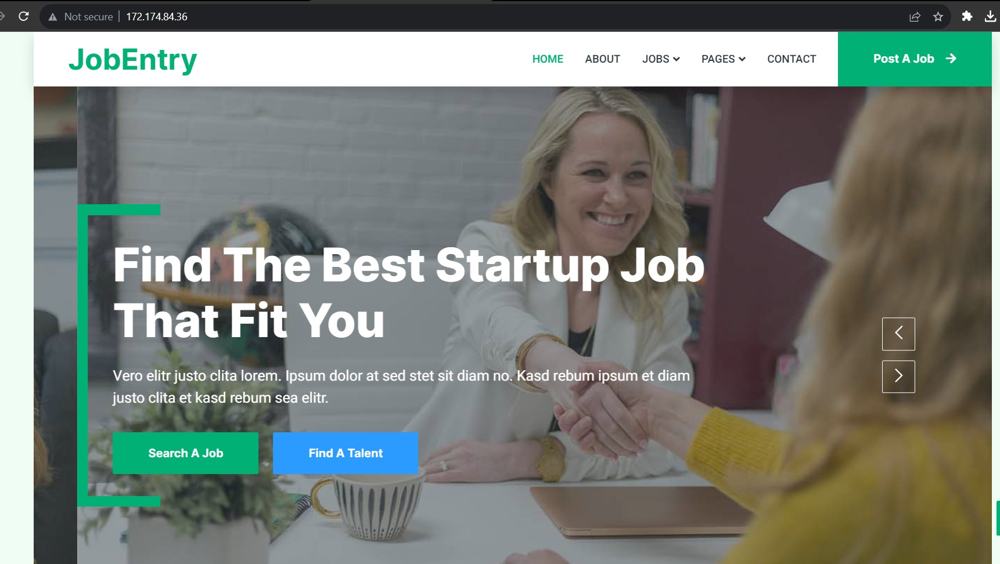 Not secure | 172.174.84.36
JobEntry
HOME ABOUT JOBS PAGES CONTACT Post A Job
Find The Best Startup Job
That Fit You
Vero elitr justo clita lorem. Ipsum dolor at sed stet sit diam no. Kasd rebum ipsum et diam
justo clita et kasd rebum sea elitr.
Search A Job Find A Talent